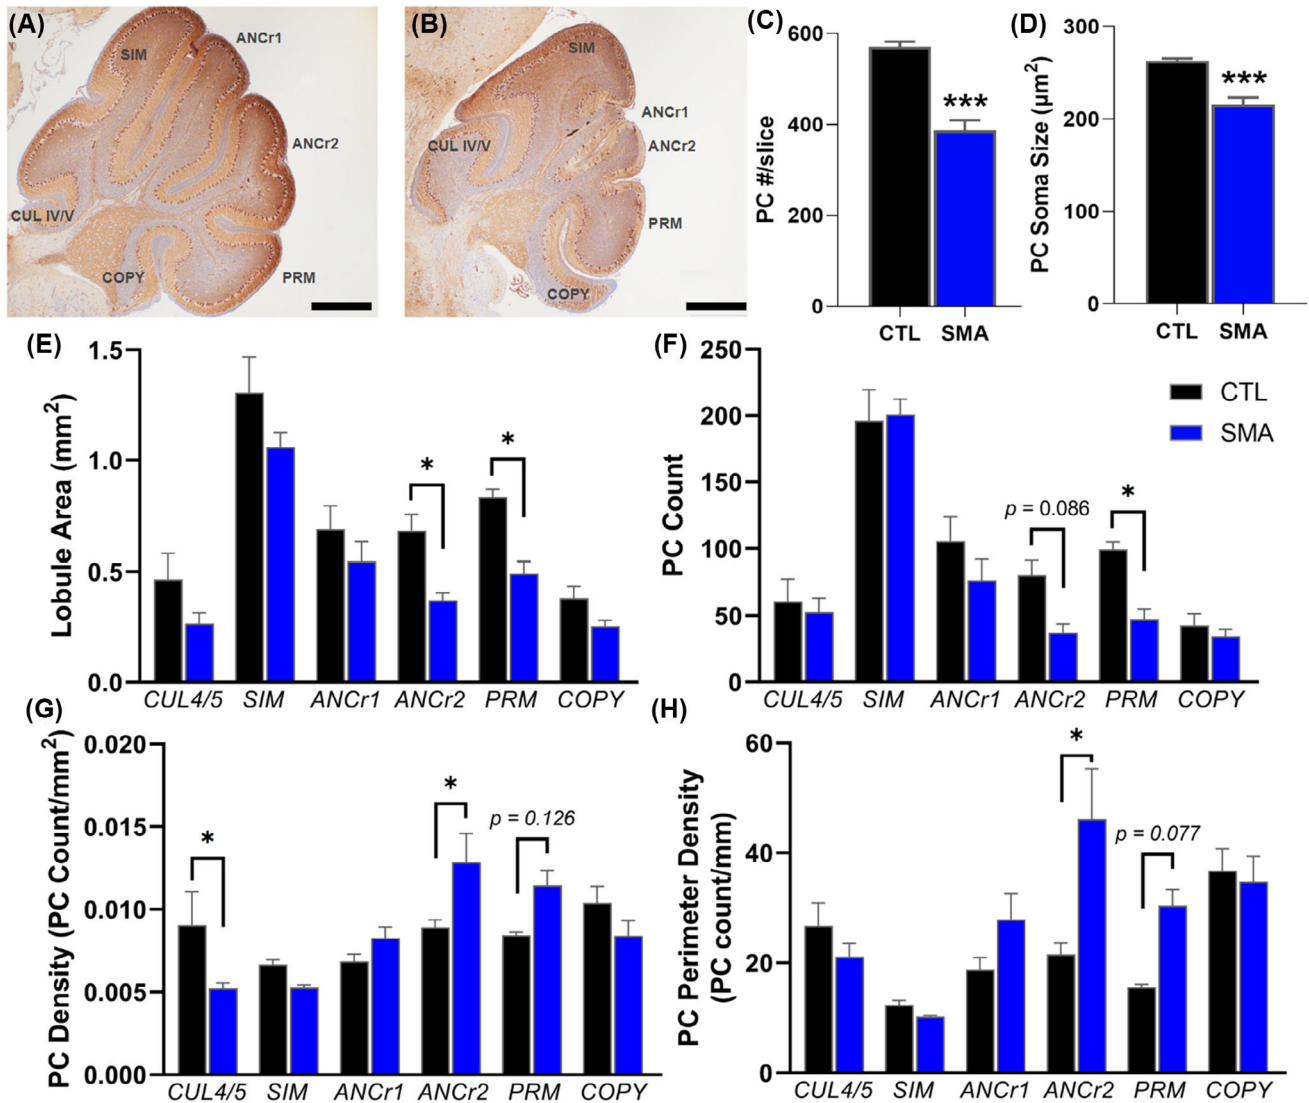 (A)
SIM
ANCr1
ANCr2
CUL IV/V
COPY
PRM
(B)
SIM
ANCr1
CUL IV/V
ANCr2
PRM
COPY
(C)
PC #/slice
600
400
200
0
***
CTL SMA
(D)
PC Soma Size (µm²)
300
200
100
0
***
CTL SMA
(E)
Lobule Area (mm²)
1.5
1.0
0.5
0.0
*
*
CUL4/5 SIM ANCr1 ANCr2 PRM COPY
(F)
PC Count
250
200
150
100
50
0
p = 0.086
*
CTL
SMA
CUL4/5 SIM ANCr1 ANCr2 PRM COPY
(G)
PC Density (PC Count/mm²)
0.020
0.015
0.010
0.005
0.000
*
*
p = 0.126
CUL4/5 SIM ANCr1 ANCr2 PRM COPY
(H)
PC Perimeter Density
(PC count/mm)
60
40
20
0
*
p = 0.077
CUL4/5 SIM ANCr1 ANCr2 PRM COPY